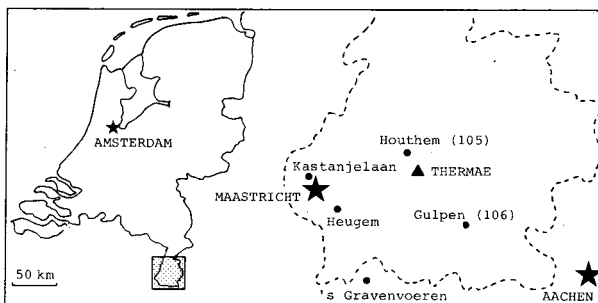 AMSTERDAM
50 km
Houthem (105)
Kastanjelaan
THERMAE
MAASTRICHT
Heugem
Gulpen (106)
's Gravenvoeren
AACHEN